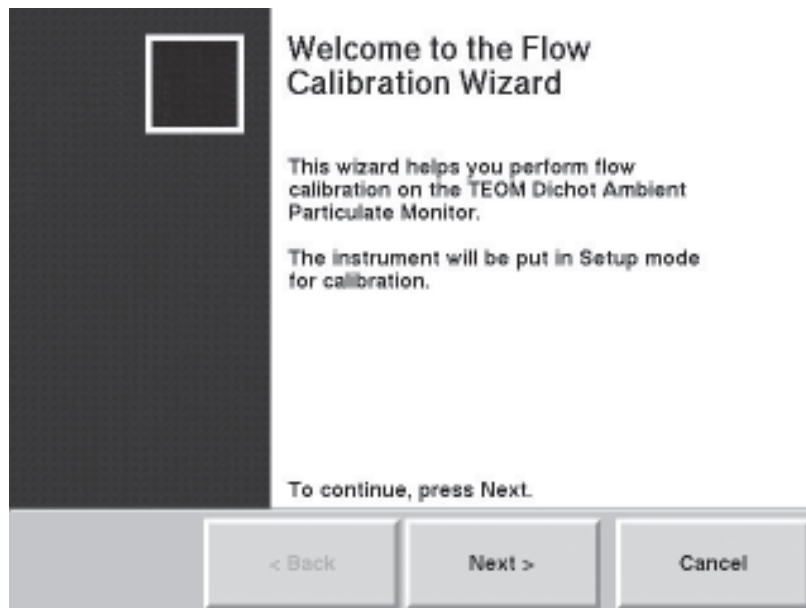 Welcome to the Flow
Calibration Wizard
This wizard helps you perform flow
calibration on the TEOM Dichot Ambient
Particulate Monitor.
The instrument will be put in Setup mode
for calibration.
To continue, press Next.
< Back
Next >
Cancel